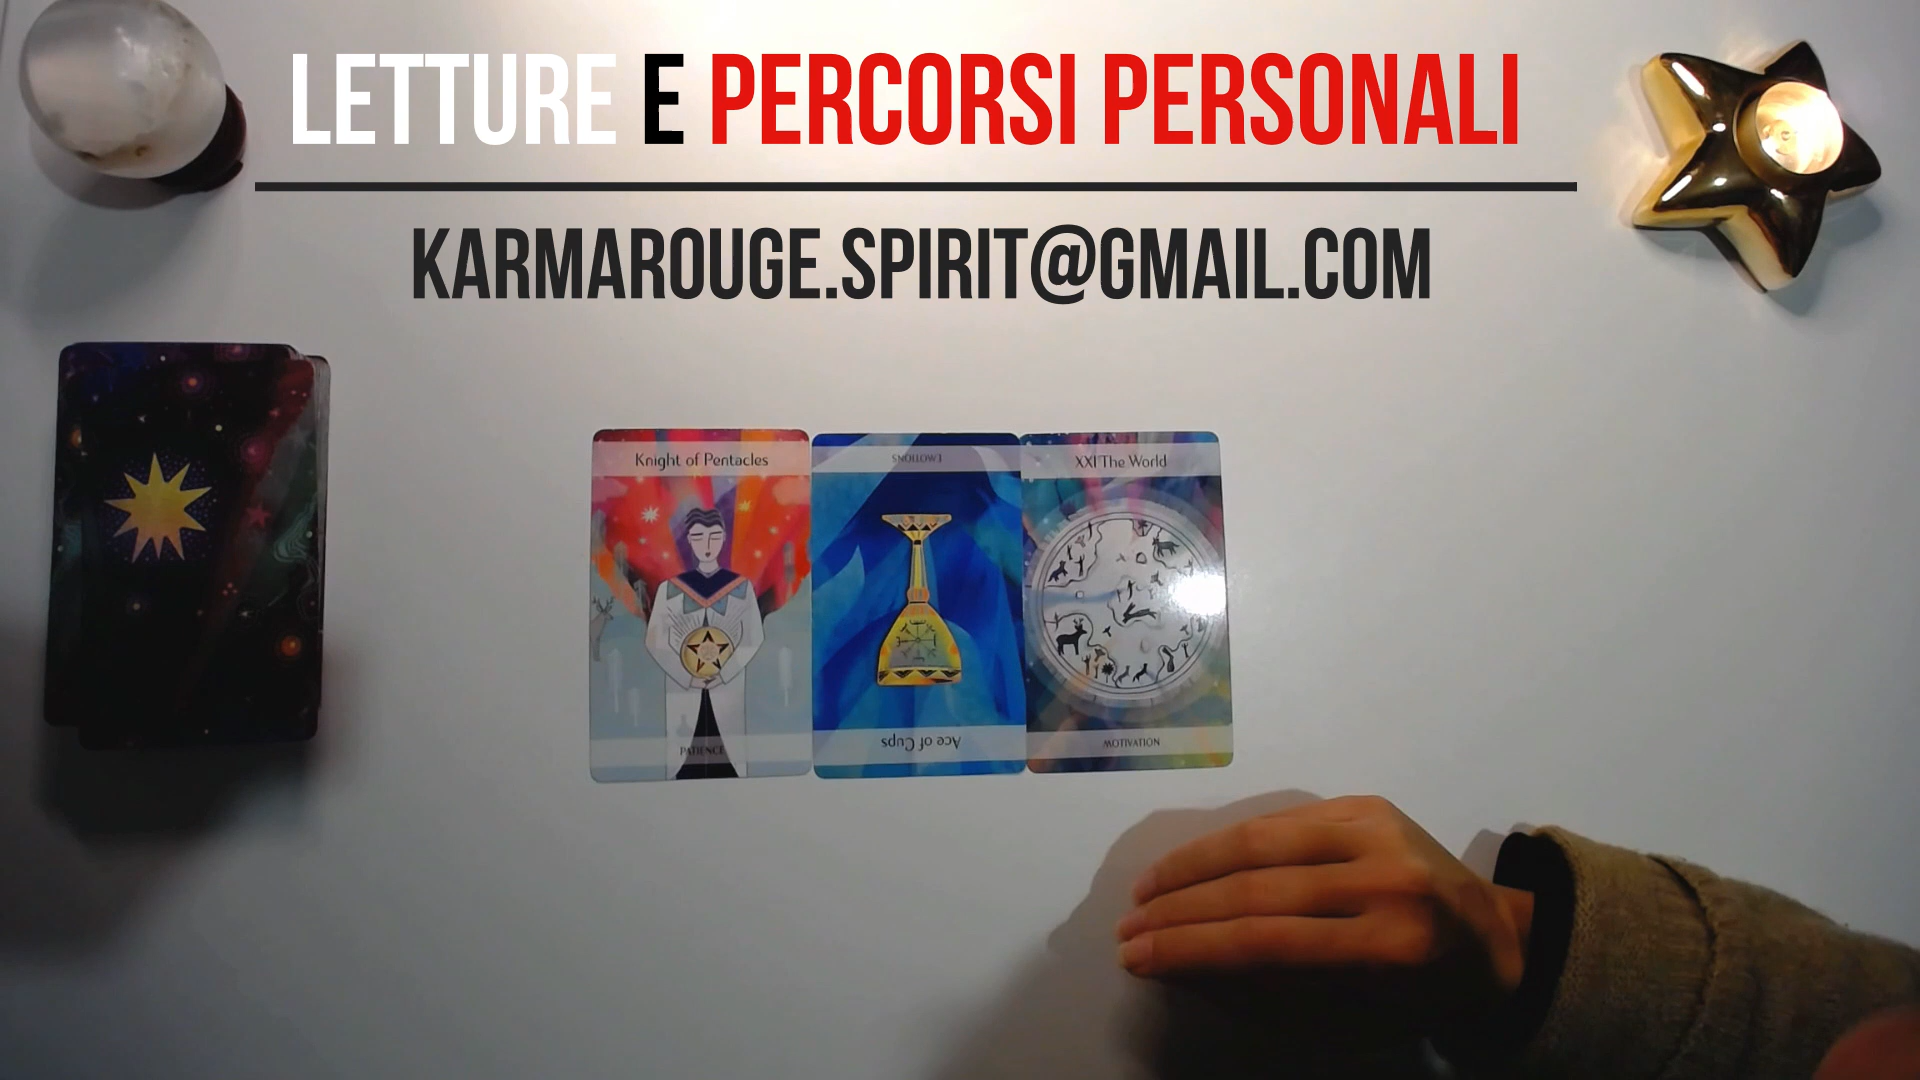 LETTURE E PERCORSI PERSONALI
KARMAROUGE.SPIRIT@GMAIL.COM
Knight of Pentacles
EMOTIONS
XXI The World
PATIENCE
Ace of Cups
MOTIVATION